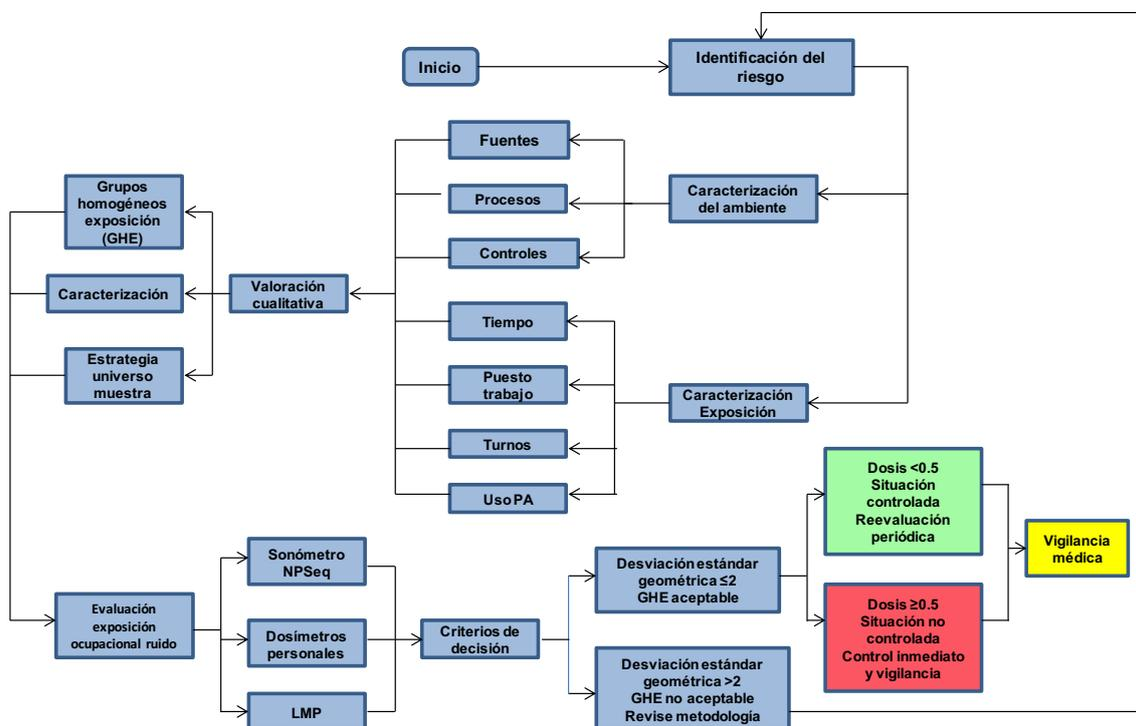 Inicio
Identificación del
riesgo
Fuentes
Procesos
Controles
Caracterización
del ambiente
Grupos
homogéneos
exposición
(GHE)
Caracterización
Estrategia
universo
muestra
Valoración
cualitativa
Tiempo
Puesto
trabajo
Turnos
Uso PA
Caracterización
Exposición
Evaluación
exposición
ocupacional ruido
Sonómetro
NPSeq
Dosímetros
personales
LMP
Criterios de
decisión
Desviación estándar
geométrica ≤2
GHE aceptable
Desviación estándar
geométrica >2
GHE no aceptable
Revise metodología
Dosis <0.5
Situación
controlada
Reevaluación
periódica
Dosis ≥0.5
Situación no
controlada
Control inmediato
y vigilancia
Vigilancia
médica